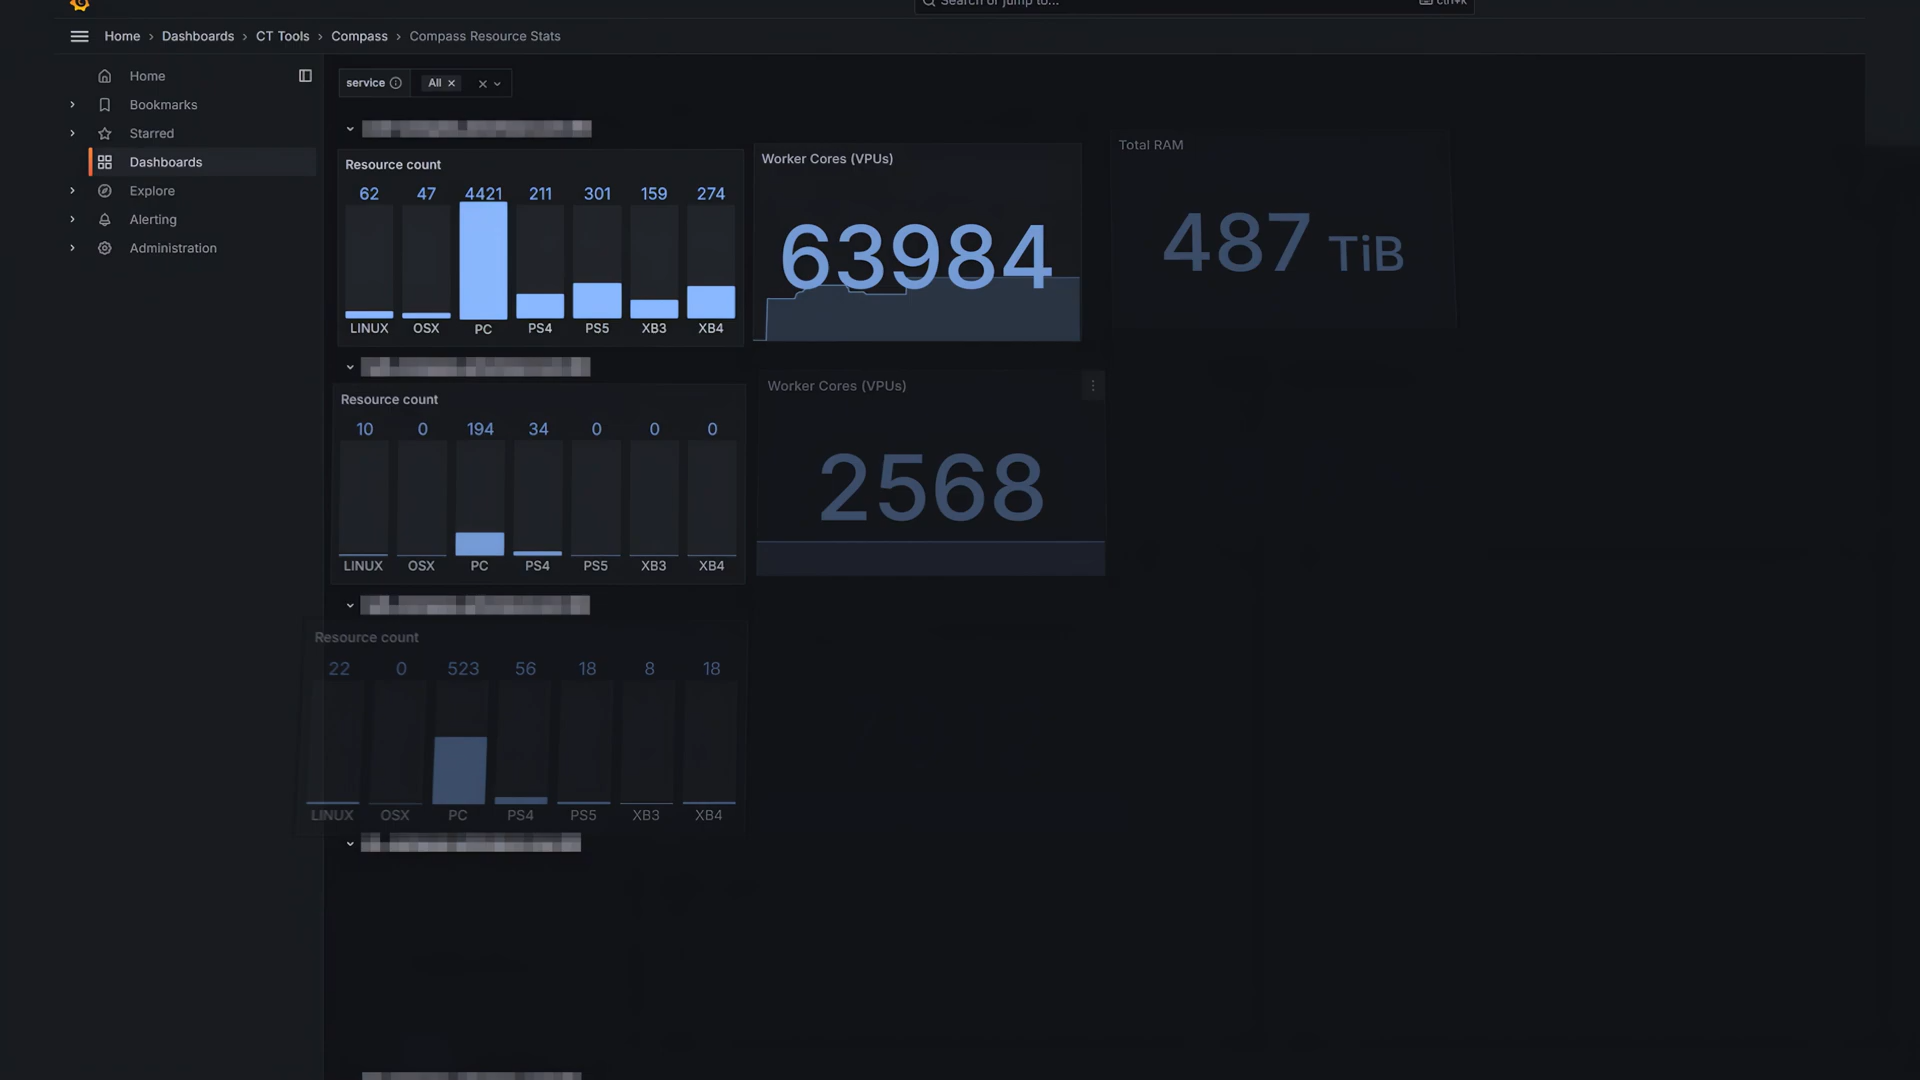 Search or jump to...
ctrl+k
Home › Dashboards › CT Tools › Compass › Compass Resource Stats
Home
Bookmarks
Starred
Dashboards
Explore
Alerting
Administration
service
All
Resource count
62 47 4421 211 301 159 274
LINUX OSX PC PS4 PS5 XB3 XB4
Worker Cores (VPUs)
63984
Total RAM
487 TiB
Resource count
10 0 194 34 0 0 0
LINUX OSX PC PS4 PS5 XB3 XB4
Worker Cores (VPUs)
2568
Resource count
22 0 523 56 18 8 18
LINUX OSX PC PS4 PS5 XB3 XB4